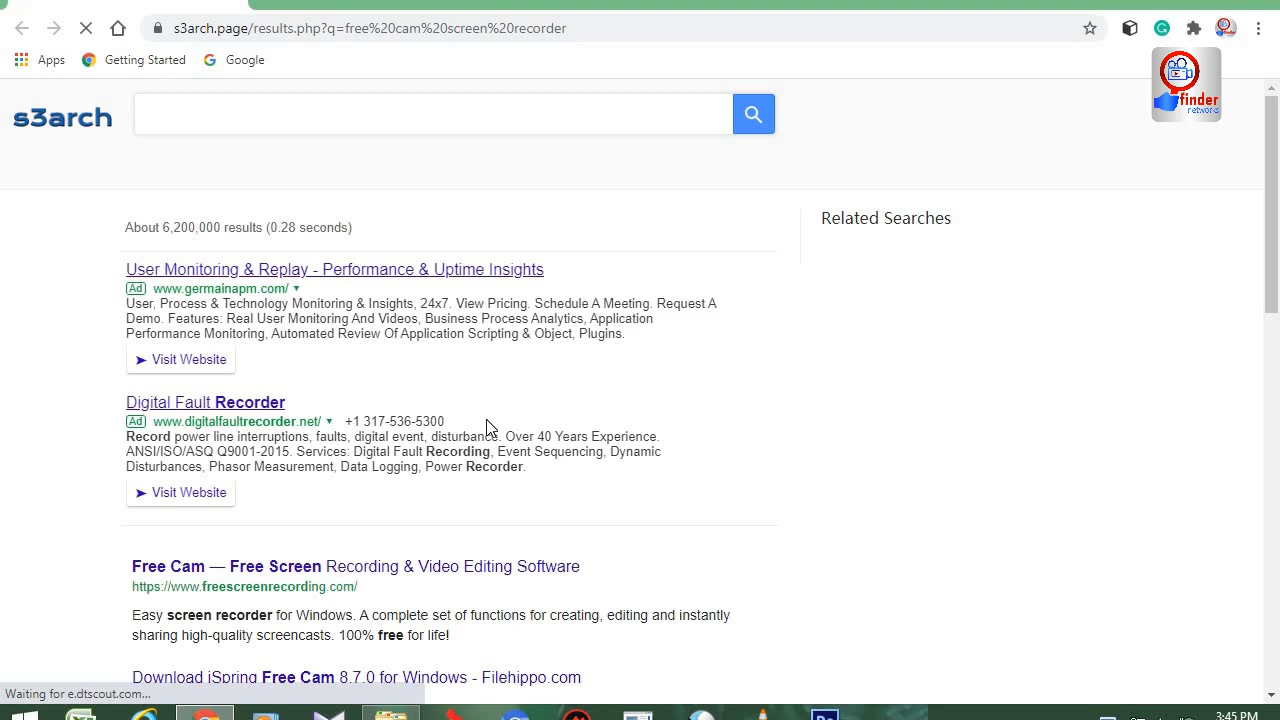 s3arch.page/results.php?q=free%20cam%20screen%20recorder
Apps Getting Started Google
finder
networks
s3arch
About 6,200,000 results (0.28 seconds)
Related Searches
User Monitoring & Replay - Performance & Uptime Insights
Ad www.germainapm.com/
User, Process & Technology Monitoring & Insights, 24x7. View Pricing. Schedule A Meeting. Request A
Demo. Features: Real User Monitoring And Videos, Business Process Analytics, Application
Performance Monitoring, Automated Review Of Application Scripting & Object, Plugins.
Visit Website
Digital Fault Recorder
Ad www.digitalfaultrecorder.net/ +1 317-536-5300
Record power line interruptions, faults, digital event, disturbance. Over 40 Years Experience.
ANSI/ISO/ASQ Q9001-2015. Services: Digital Fault Recording, Event Sequencing, Dynamic
Disturbances, Phasor Measurement, Data Logging, Power Recorder.
Visit Website
Free Cam — Free Screen Recording & Video Editing Software
https://www.freescreenrecording.com/
Easy screen recorder for Windows. A complete set of functions for creating, editing and instantly
sharing high-quality screencasts. 100% free for life!
Download iSpring Free Cam 8.7.0 for Windows - Filehippo.com
Waiting for e.dtscout.com...
3:45 PM